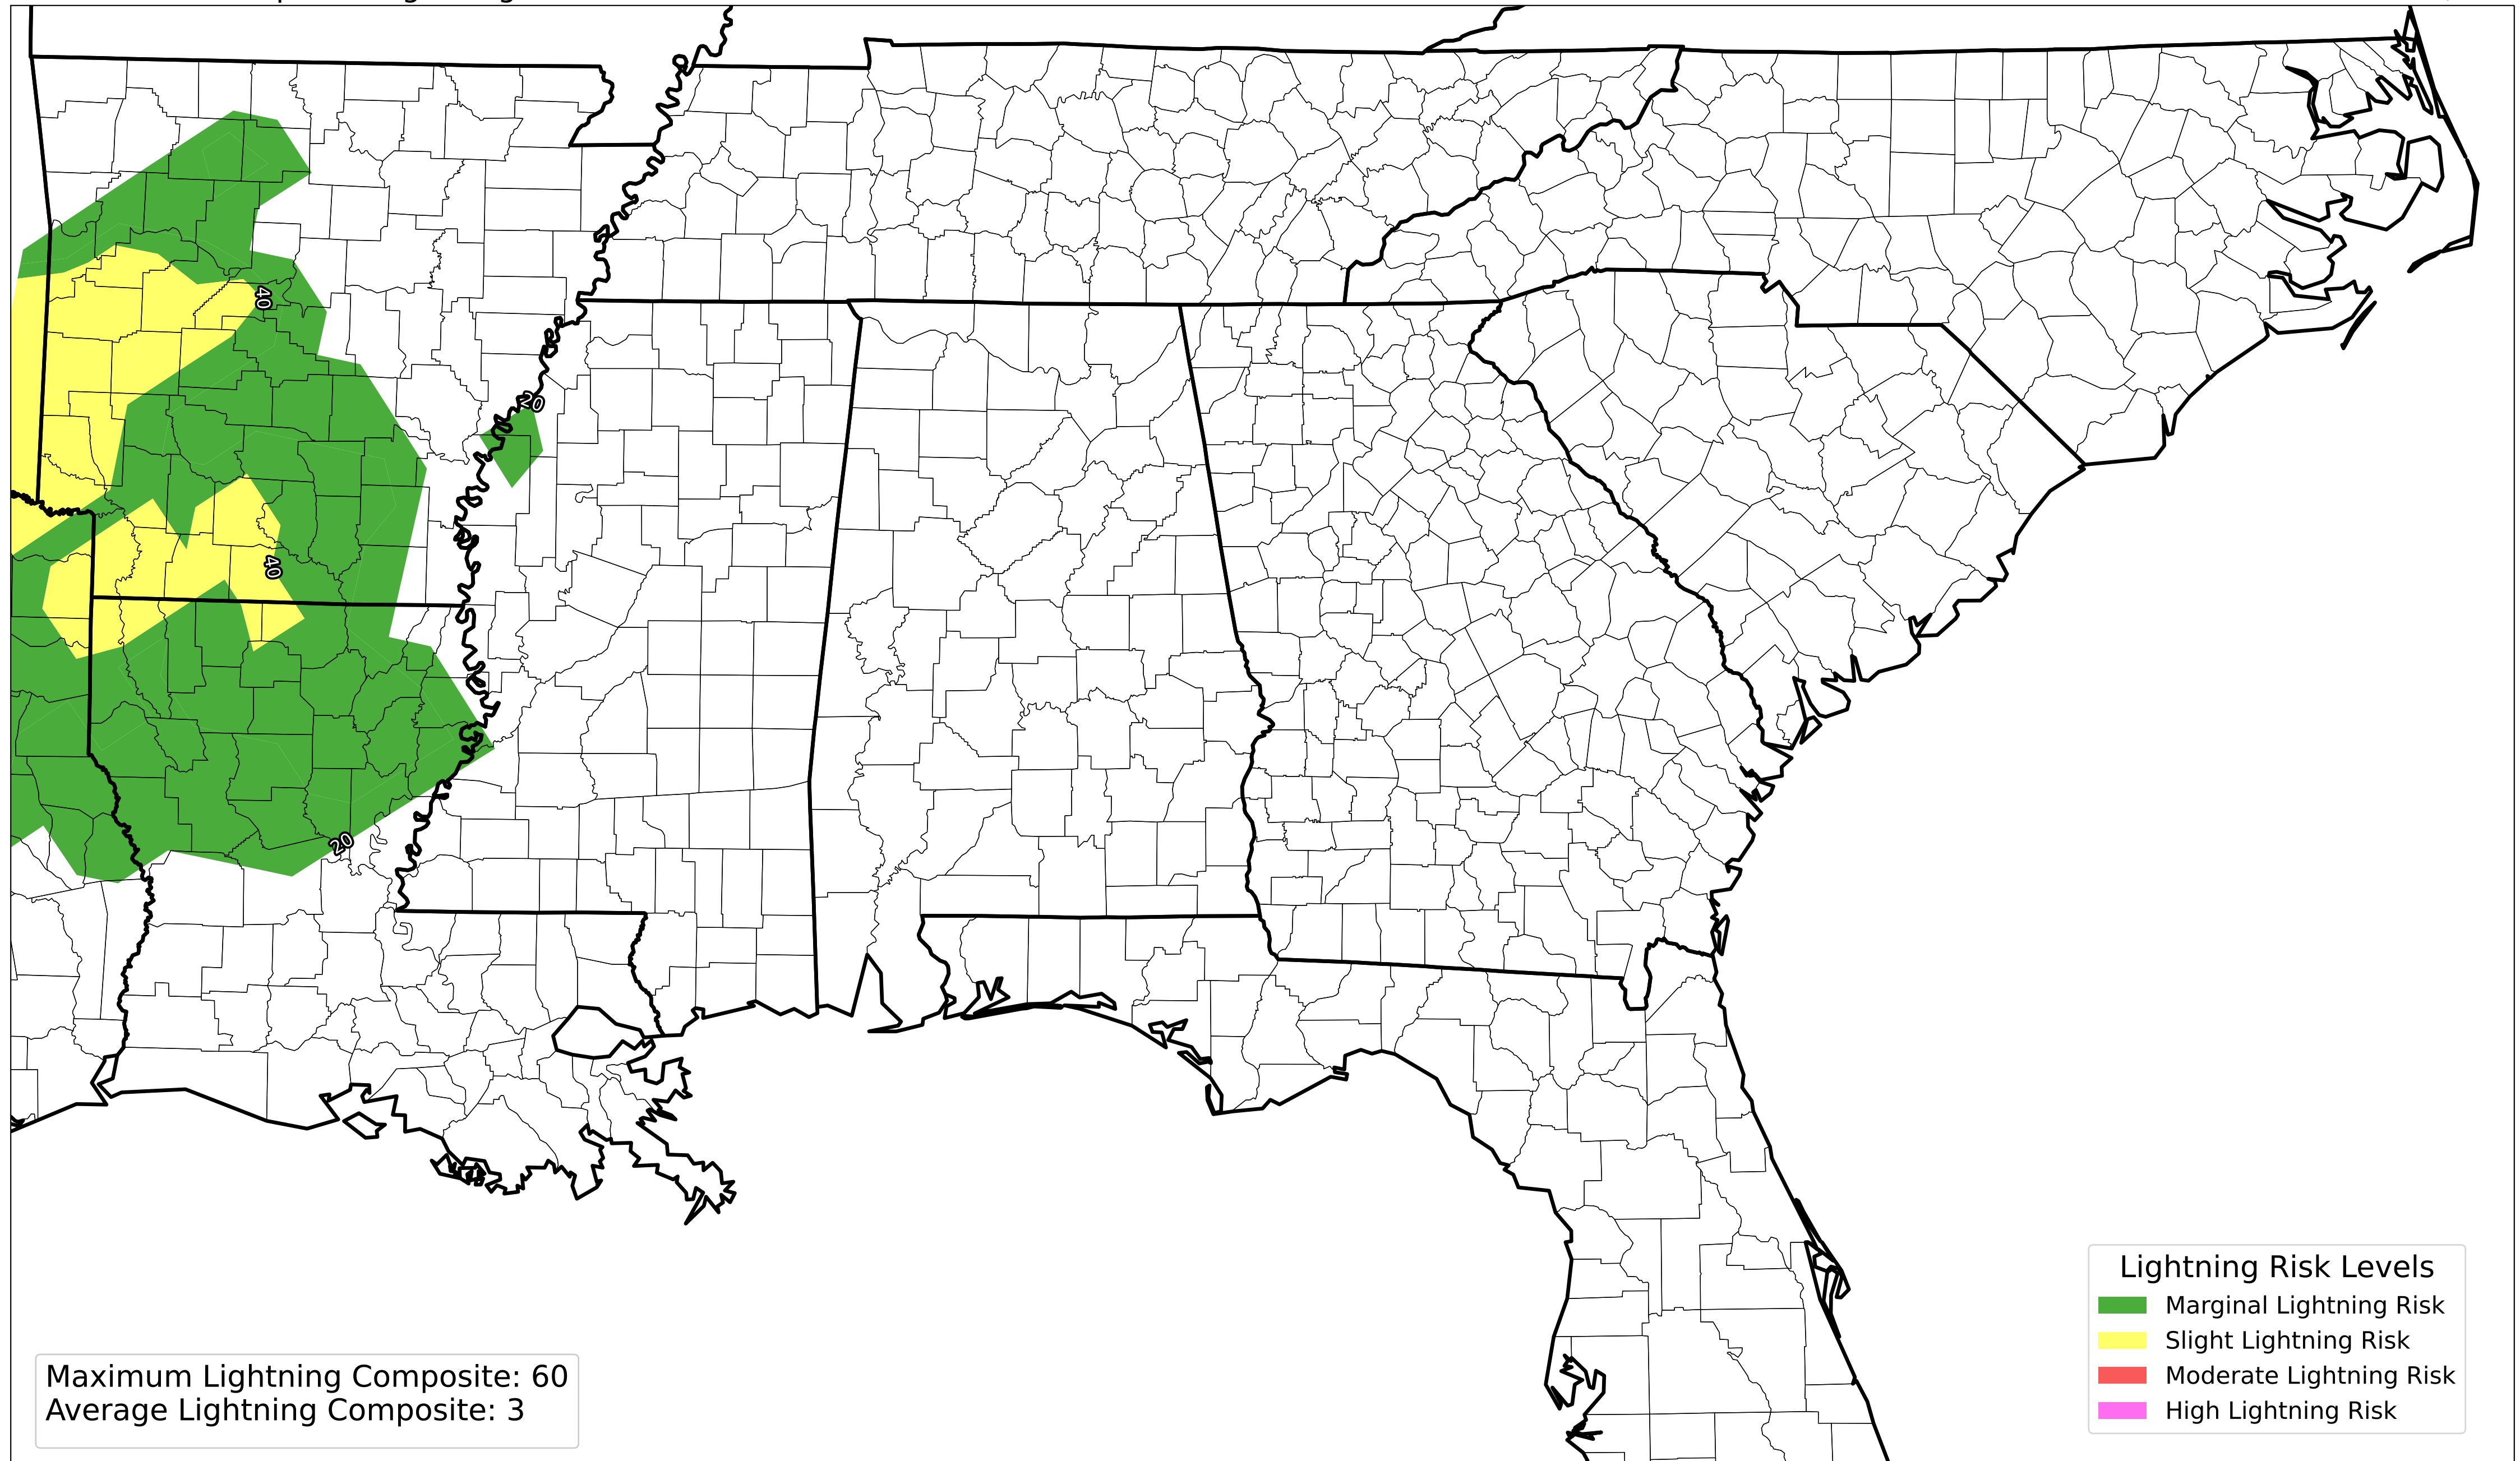 40
20
40
20
Lightning Risk Levels
Marginal Lightning Risk
Slight Lightning Risk
Moderate Lightning Risk
High Lightning Risk
Maximum Lightning Composite: 60
Average Lightning Composite: 3